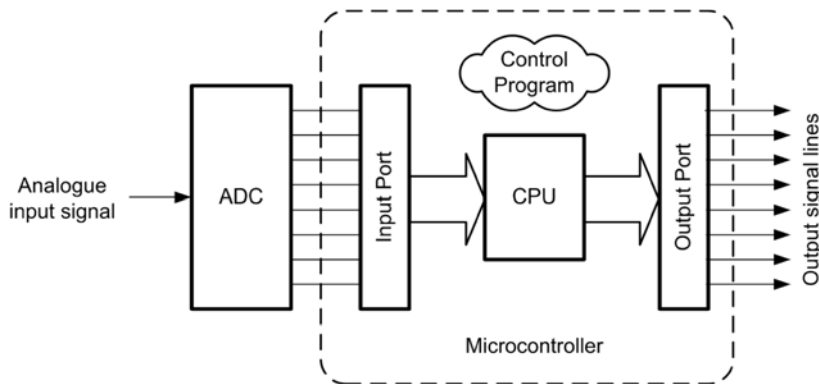 Control
Program
Analogue
input signal
ADC
Input Port
CPU
Output Port
Output signal lines
Microcontroller